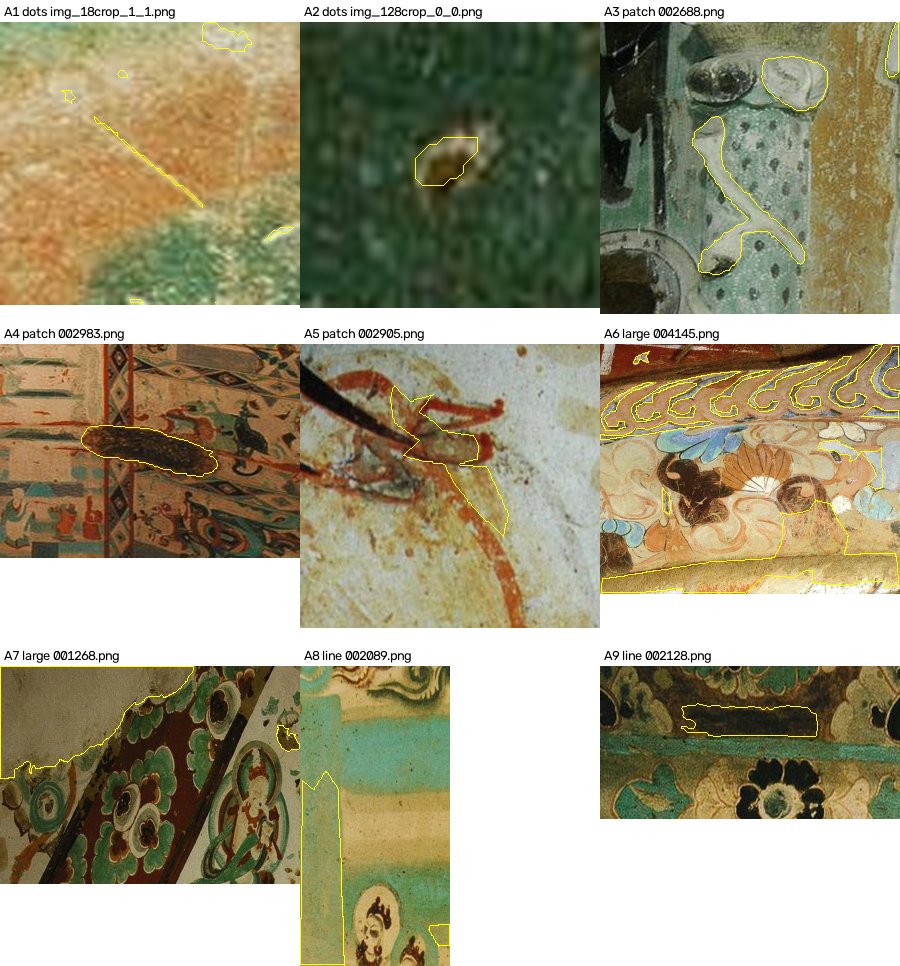 A1 dots img_18crop_1_1.png
A2 dots img_128crop_0_0.png
A3 patch 002688.png
A4 patch 002983.png
A5 patch 002905.png
A6 large 004145.png
A7 large 001268.png
A8 line 002089.png
A9 line 002128.png